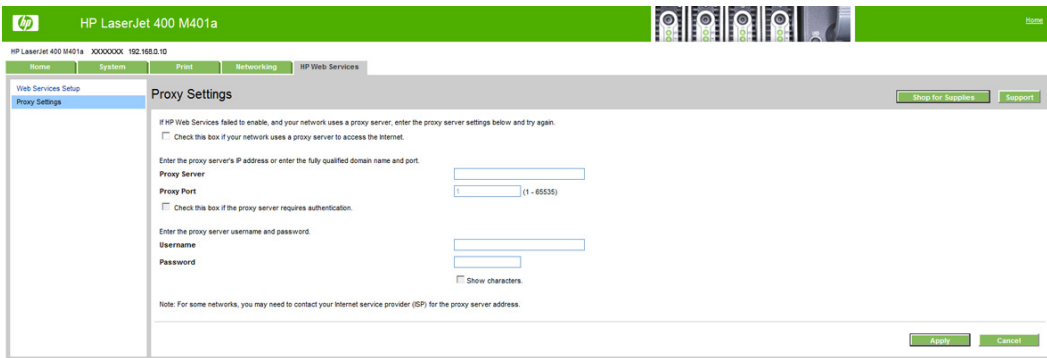 hp
HP LaserJet 400 M401a
Home
HP LaserJet 400 M401a XXXXXXX 192.168.0.10
Home System Print Networking HP Web Services
Web Services Setup
Proxy Settings
Proxy Settings
Shop for Supplies Support
If HP Web Services failed to enable, and your network uses a proxy server, enter the proxy server settings below and try again.
Check this box if your network uses a proxy server to access the Internet.
Enter the proxy server's IP address or enter the fully qualified domain name and port.
Proxy Server
Proxy Port 1 (1 - 65535)
Check this box if the proxy server requires authentication.
Enter the proxy server username and password.
Username
Password
Show characters.
Note: For some networks, you may need to contact your Internet service provider (ISP) for the proxy server address.
Apply Cancel